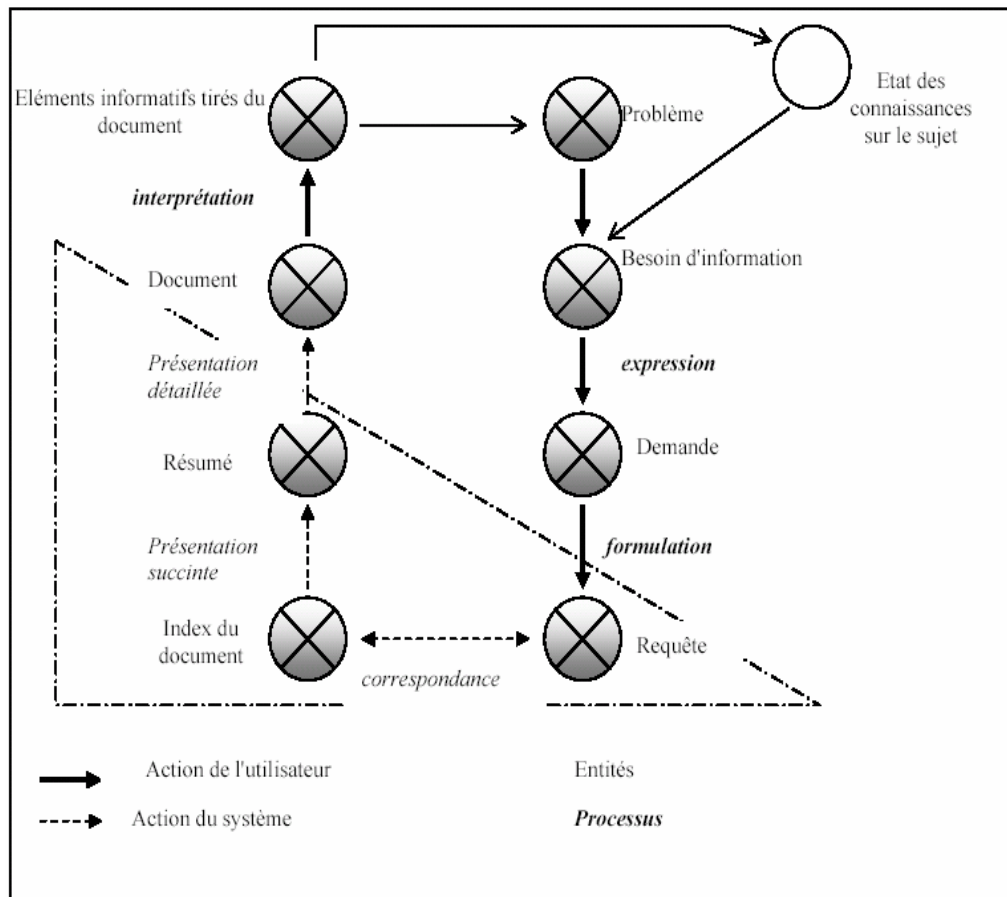 Eléments informatifs tirés du
document
Problème
Etat des
connaissances
sur le sujet
interprétation
Document
Besoin d'information
Présentation
détaillée
expression
Résumé
Demande
Présentation
succinte
formulation
Index du
document
Requête
correspondance
Action de l'utilisateur
Entités
Action du système
Processus